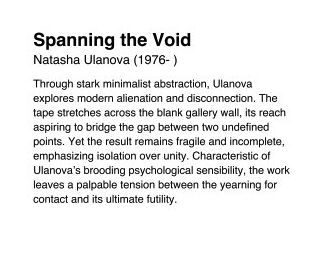 Spanning the Void
Natasha Ulanova (1976- )
Through stark minimalist abstraction, Ulanova
explores modern alienation and disconnection. The
tape stretches across the blank gallery wall, its reach
aspiring to bridge the gap between two undefined
points. Yet the result remains fragile and incomplete,
emphasizing isolation over unity. Characteristic of
Ulanova's brooding psychological sensibility, the work
leaves a palpable tension between the yearning for
contact and its ultimate futility.